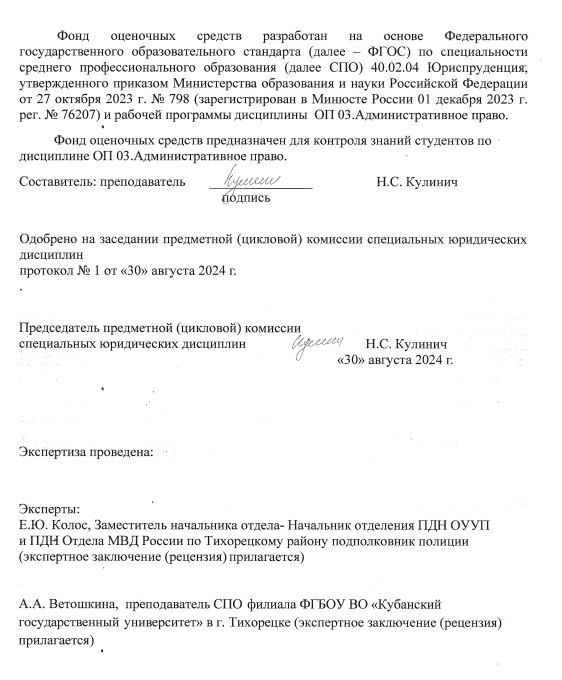 Фонд оценочных средств разработан на основе Федерального
государственного образовательного стандарта (далее – ФГОС) по специальности
среднего профессионального образования (далее СПО) 40.02.04 Юриспруденция,
утвержденного приказом Министерства образования и науки Российской Федерации
от 27 октября 2023 г. № 798 (зарегистрирован в Минюсте России 01 декабря 2023 г.
рег. № 76207) и рабочей программы дисциплины ОП 03.Административное право.
Фонд оценочных средств предназначен для контроля знаний студентов по
дисциплине ОП 03.Административное право.
Составитель: преподаватель Кулинич Н.С. Кулинич
подпись
Одобрено на заседании предметной (цикловой) комиссии специальных юридических
дисциплин
протокол № 1 от «30» августа 2024 г.
.
Председатель предметной (цикловой) комиссии
специальных юридических дисциплин Н.С. Кулинич
«30» августа 2024 г.
Экспертиза проведена:
Эксперты:
Е.Ю. Колос, Заместитель начальника отдела- Начальник отделения ПДН ОУУП
и ПДН Отдела МВД России по Тихорецкому району подполковник полиции
(экспертное заключение (рецензия) прилагается)
А.А. Ветошкина, преподаватель СПО филиала ФГБОУ ВО «Кубанский
государственный университет» в г. Тихорецке (экспертное заключение (рецензия)
прилагается)